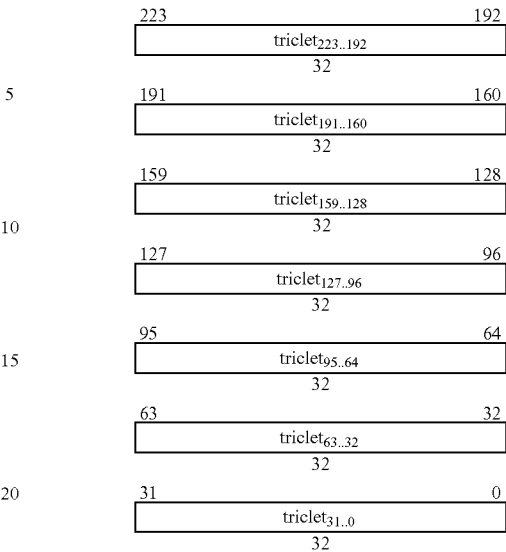 223 192
triclet223..192
32
5 191 160
triclet191..160
32
159 128
triclet159..128
10 32
127 96
triclet127..96
32
95 64
15 triclet95..64
32
63 32
triclet63..32
32
20 31 0
triclet31..0
32